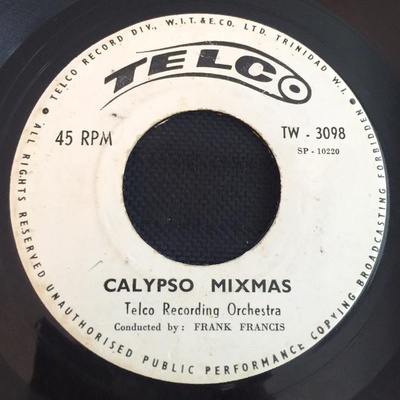 • TELCO RECORD DIV., W.I.T. & E. CO. LTD. TRINIDAD W.I. •
TELCO
45 RPM
TW - 3098
SP - 10220
CALYPSO MIXMAS
Telco Recording Orchestra
Conducted by: FRANK FRANCIS
ALL RIGHTS RESERVED UNAUTHORISED PUBLIC PERFORMANCE COPYING BROADCASTING FORBIDDEN